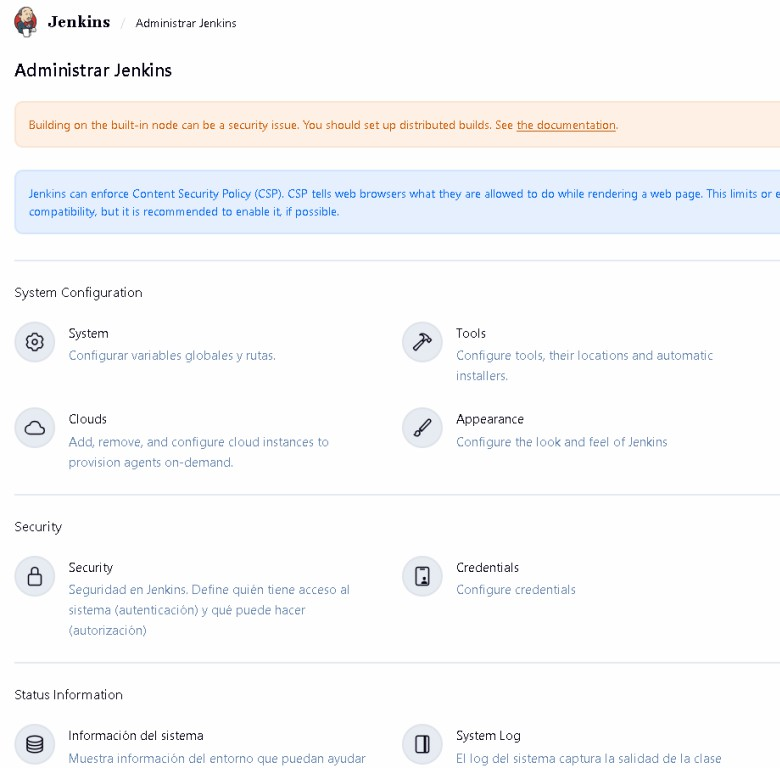 Jenkins / Administrar Jenkins
Administrar Jenkins
Building on the built-in node can be a security issue. You should set up distributed builds. See the documentation.
Jenkins can enforce Content Security Policy (CSP). CSP tells web browsers what they are allowed to do while rendering a web page. This limits or
compatibility, but it is recommended to enable it, if possible.
System Configuration
System
Configurar variables globales y rutas.
Tools
Configure tools, their locations and automatic
installers.
Clouds
Add, remove, and configure cloud instances to
provision agents on-demand.
Appearance
Configure the look and feel of Jenkins
Security
Security
Seguridad en Jenkins. Define quién tiene acceso al
sistema (autenticación) y qué puede hacer
(autorización)
Credentials
Configure credentials
Status Information
Información del sistema
Muestra información del entorno que puedan ayudar
System Log
El log del sistema captura la salidad de la clase